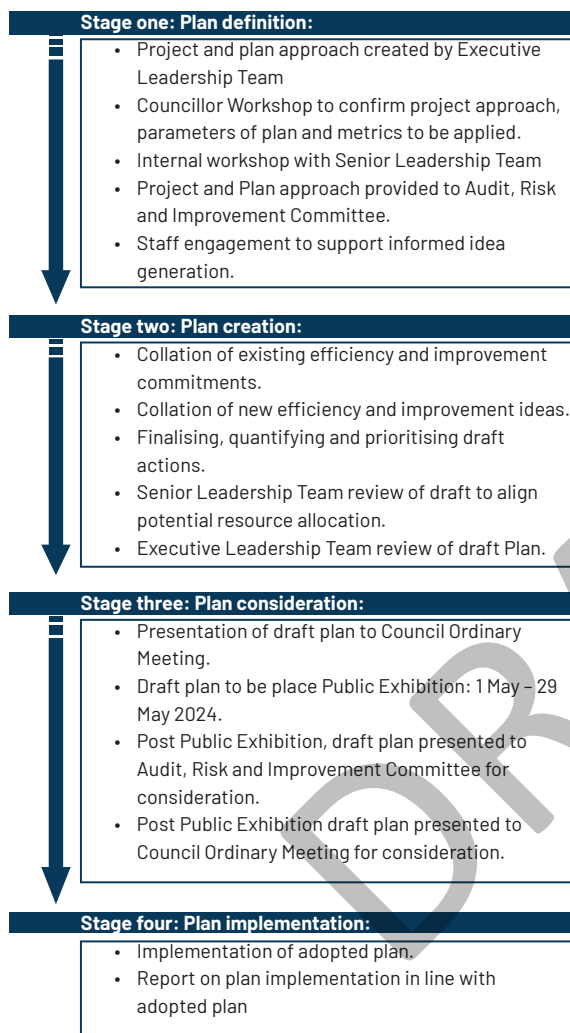 Stage one: Plan definition:
• Project and plan approach created by Executive
Leadership Team
• Councillor Workshop to confirm project approach,
parameters of plan and metrics to be applied.
• Internal workshop with Senior Leadership Team
• Project and Plan approach provided to Audit, Risk
and Improvement Committee.
• Staff engagement to support informed idea
generation.
Stage two: Plan creation:
• Collation of existing efficiency and improvement
commitments.
• Collation of new efficiency and improvement ideas.
• Finalising, quantifying and prioritising draft
actions.
• Senior Leadership Team review of draft to align
potential resource allocation.
• Executive Leadership Team review of draft Plan.
Stage three: Plan consideration:
• Presentation of draft plan to Council Ordinary
Meeting.
• Draft plan to be place Public Exhibition: 1 May – 29
May 2024.
• Post Public Exhibition, draft plan presented to
Audit, Risk and Improvement Committee for
consideration.
• Post Public Exhibition draft plan presented to
Council Ordinary Meeting for consideration.
Stage four: Plan implementation:
• Implementation of adopted plan.
• Report on plan implementation in line with
adopted plan
DR